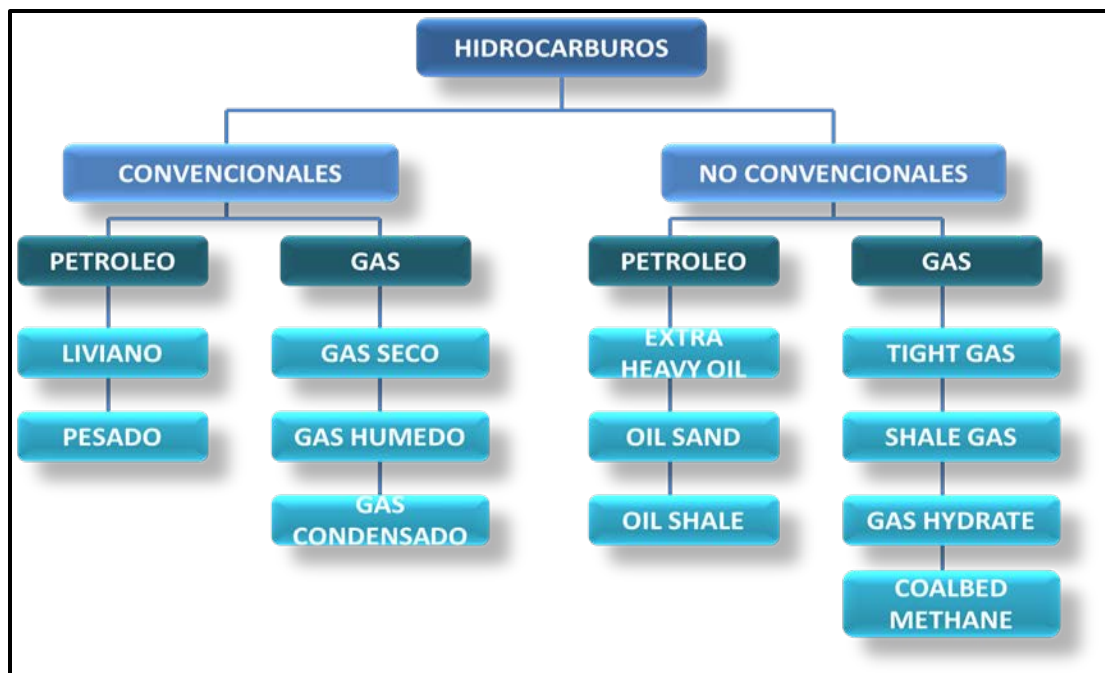 HIDROCARBUROS
CONVENCIONALES
NO CONVENCIONALES
PETROLEO
GAS
PETROLEO
GAS
LIVIANO
GAS SECO
EXTRA
HEAVY OIL
TIGHT GAS
PESADO
GAS HUMEDO
OIL SAND
SHALE GAS
GAS
CONDENSADO
OIL SHALE
GAS HYDRATE
COALBED
METHANE